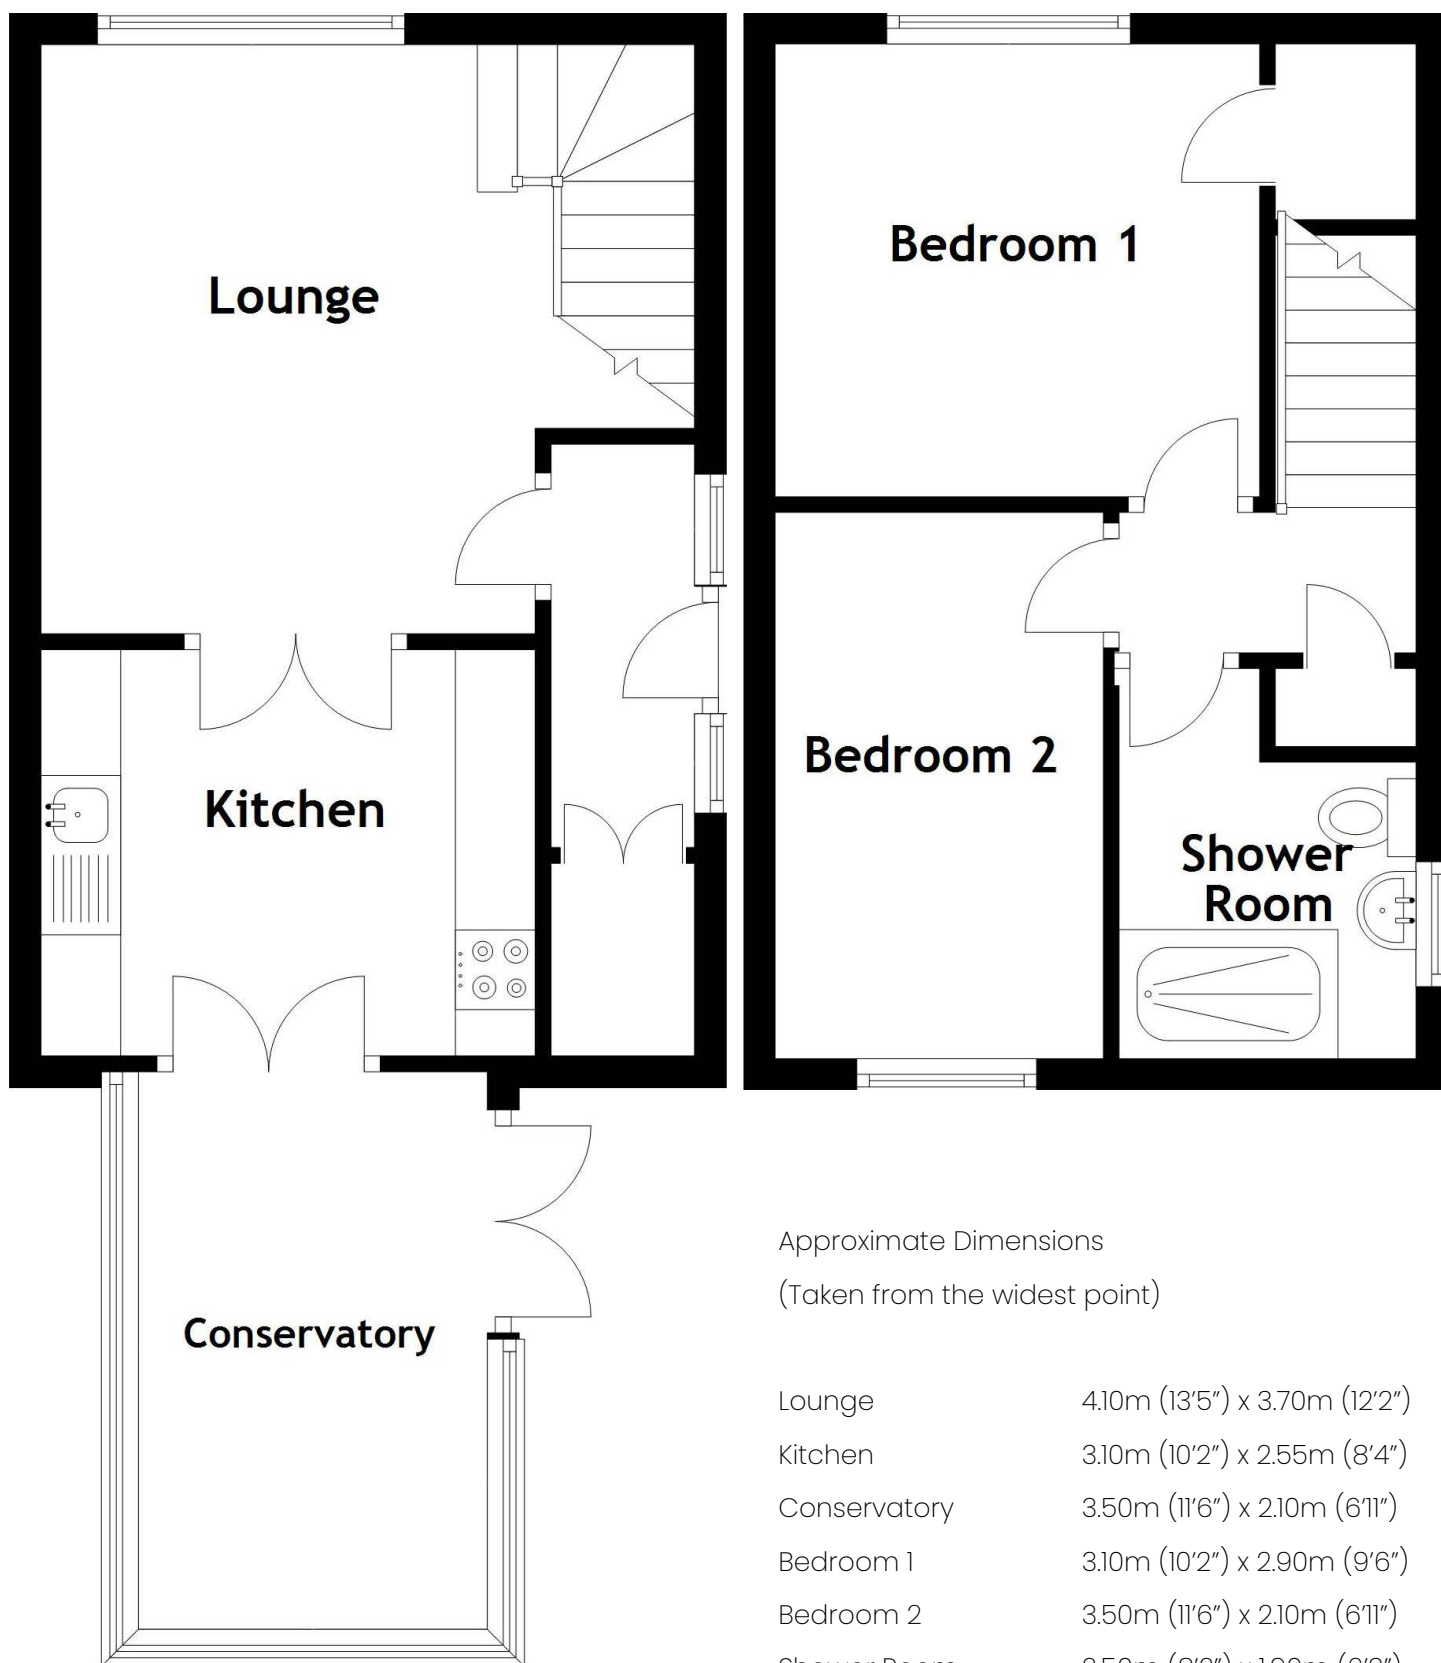 Lounge
Bedroom 1
Kitchen
Bedroom 2
Shower
Room
Conservatory
Approximate Dimensions
(Taken from the widest point)
Lounge 4.10m (13'5") x 3.70m (12'2")
Kitchen 3.10m (10'2") x 2.55m (8'4")
Conservatory 3.50m (11'6") x 2.10m (6'11")
Bedroom 1 3.10m (10'2") x 2.90m (9'6")
Bedroom 2 3.50m (11'6") x 2.10m (6'11")
Shower Room